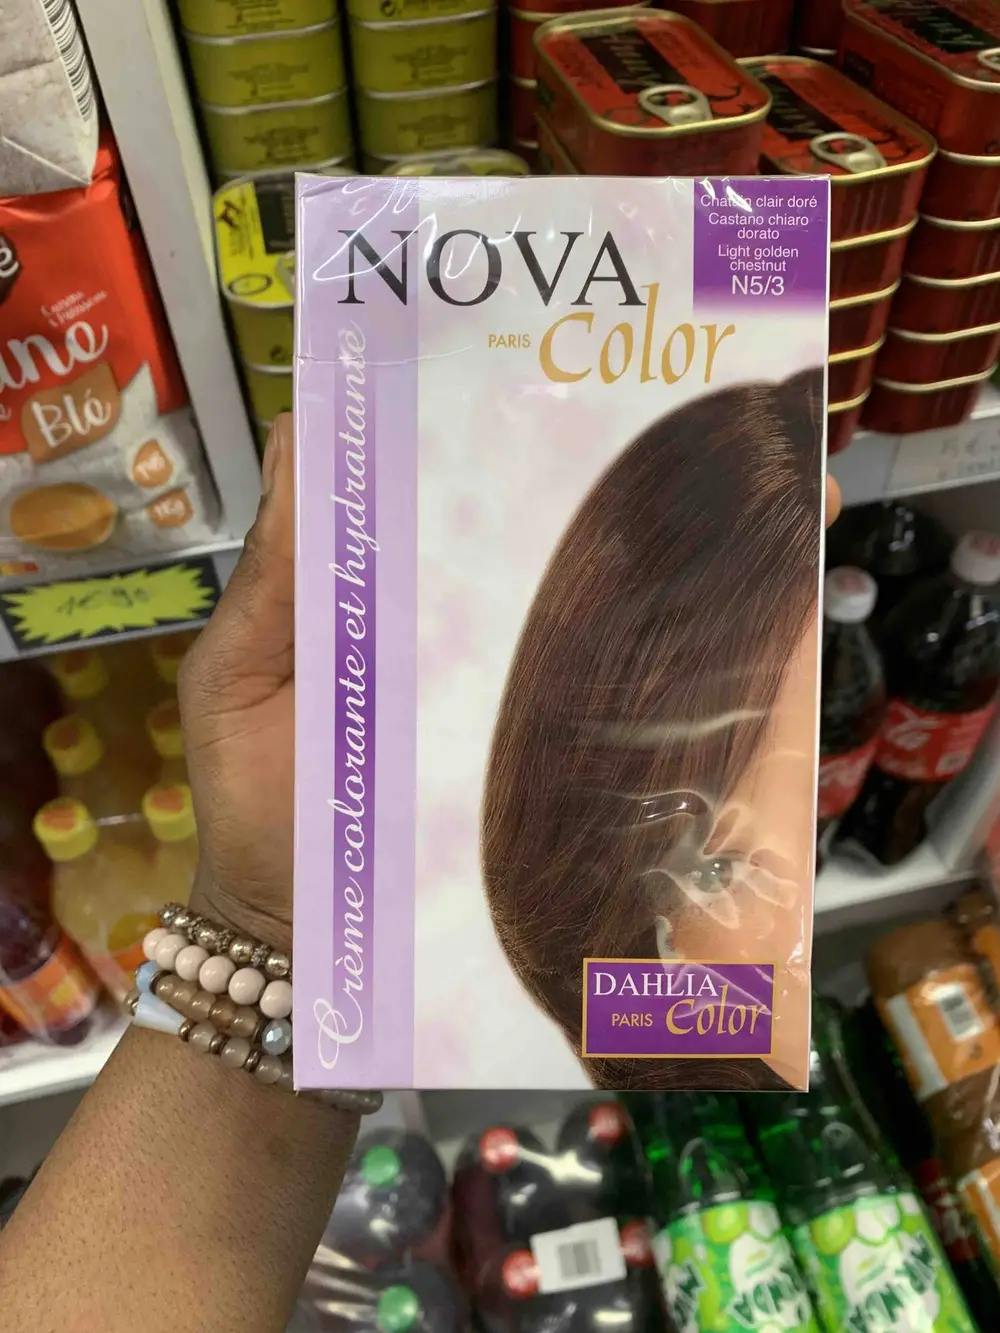 NOVA
PARIS Color
Châtain clair doré
Castano chiaro
dorato
Light golden
chestnut
N5/3
Crème colorante et hydratante
DAHLIA
PARIS Color
Blé